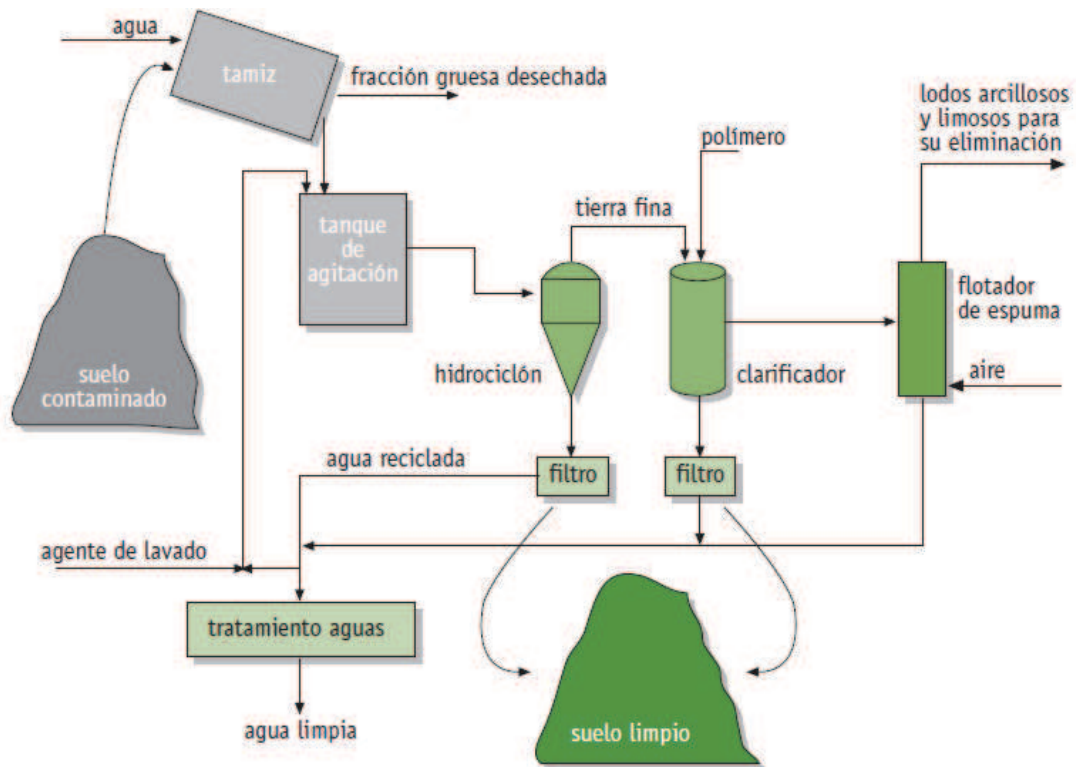 agua
tamiz
fracción gruesa desechada
lodos arcillosos
y limosos para
su eliminación
polímero
tierra fina
tanque
de
agitación
flotador
de espuma
aire
suelo
contaminado
hidrociclón
clarificador
agua reciclada
filtro
filtro
agente de lavado
tratamiento aguas
agua limpia
suelo limpio